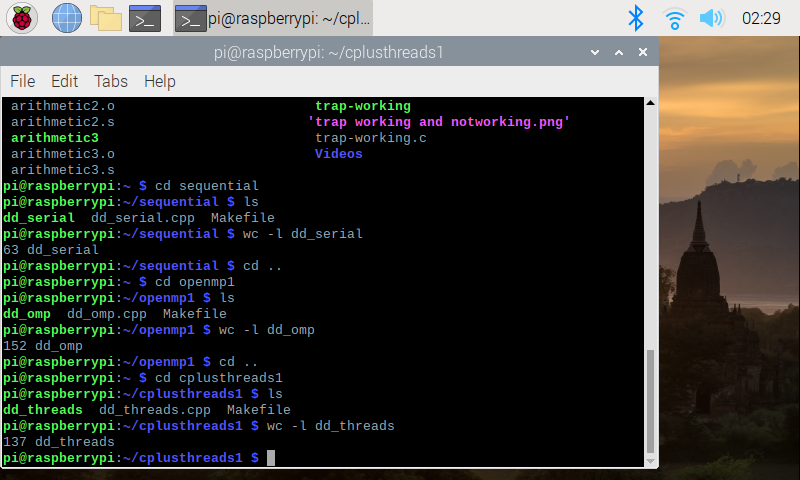 pi@raspberrypi: ~/cpl... 02:29
pi@raspberrypi: ~/cplusthreads1
File Edit Tabs Help
arithmetic2.o trap-working
arithmetic2.s 'trap working and notworking.png'
arithmetic3 trap-working.c
arithmetic3.o Videos
arithmetic3.s
pi@raspberrypi:~ $ cd sequential
pi@raspberrypi:~/sequential $ ls
dd_serial dd_serial.cpp Makefile
pi@raspberrypi:~/sequential $ wc -l dd_serial
63 dd_serial
pi@raspberrypi:~/sequential $ cd ..
pi@raspberrypi:~ $ cd openmp1
pi@raspberrypi:~/openmp1 $ ls
dd_omp dd_omp.cpp Makefile
pi@raspberrypi:~/openmp1 $ wc -l dd_omp
152 dd_omp
pi@raspberrypi:~/openmp1 $ cd ..
pi@raspberrypi:~ $ cd cplusthreads1
pi@raspberrypi:~/cplusthreads1 $ ls
dd_threads dd_threads.cpp Makefile
pi@raspberrypi:~/cplusthreads1 $ wc -l dd_threads
137 dd_threads
pi@raspberrypi:~/cplusthreads1 $